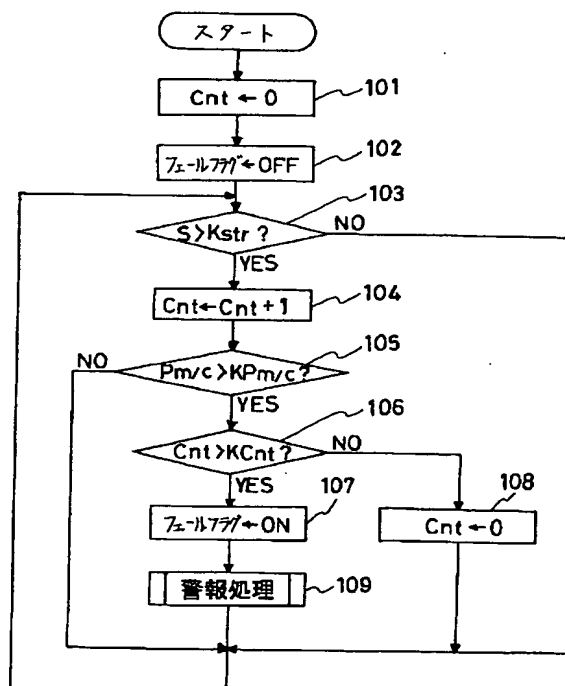 スタート
Cnt ← 0
101
フェールフラグ ← OFF
102
S > Kstr ?
103
NO
YES
Cnt ← Cnt + 1
104
Pm/c > KPm/c ?
105
NO
YES
Cnt > KCnt ?
106
NO
YES
フェールフラグ ← ON
107
Cnt ← 0
108
警報処理
109